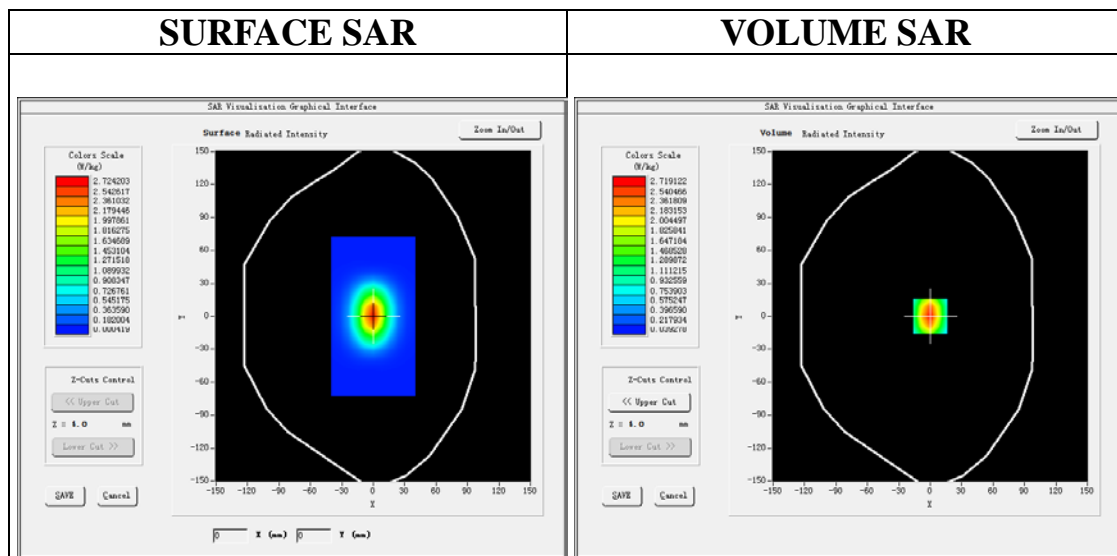 SURFACE SAR
VOLUME SAR
SAR Visualisation Graphical Interface
Surface Radiated Intensity
Zoom In/Out
Colors Scale
(W/kg)
2.724203
2.542617
2.361032
2.179446
1.997861
1.816275
1.634689
1.453104
1.271518
1.089932
0.908347
0.726761
0.545175
0.363590
0.182004
0.000419
150
120
90
60
30
0
-30
-60
-90
-120
-150
Y
-150 -120 -90 -60 -30 0 30 60 90 120 150
X
Z-Cuts Control
<< Upper Cut
Z = 4.0 mm
Lower Cut >>
SAVE
Cancel
0 X (mm) 0 Y (mm)
SAR Visualisation Graphical Interface
Volume Radiated Intensity
Zoom In/Out
Colors Scale
(W/kg)
2.719122
2.540466
2.361809
2.183153
2.004497
1.825841
1.647184
1.468528
1.289872
1.111215
0.932559
0.753903
0.575247
0.396590
0.217934
0.039278
150
120
90
60
30
0
-30
-60
-90
-120
-150
Y
-150 -120 -90 -60 -30 0 30 60 90 120 150
X
Z-Cuts Control
<< Upper Cut
Z = 4.0 mm
Lower Cut >>
SAVE
Cancel